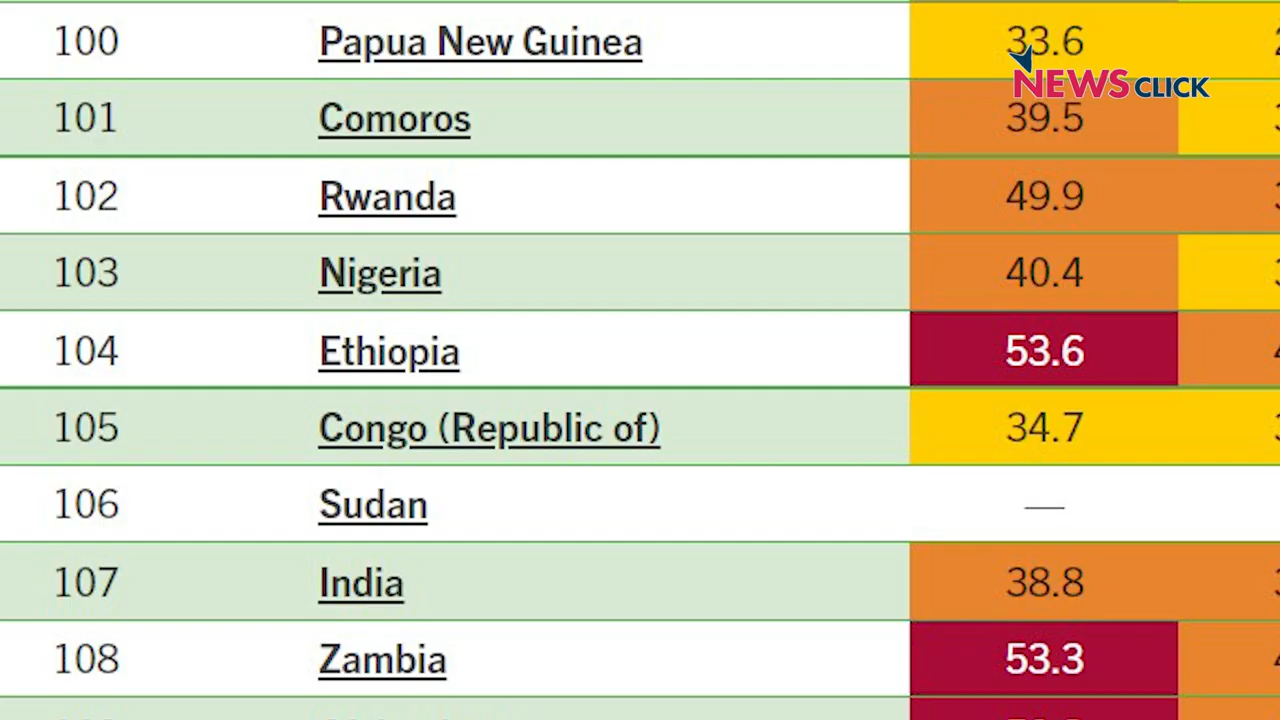 100 Papua New Guinea 33.6
NEWSCLICK
101 Comoros 39.5
102 Rwanda 49.9
103 Nigeria 40.4
104 Ethiopia 53.6
105 Congo (Republic of) 34.7
106 Sudan —
107 India 38.8
108 Zambia 53.3